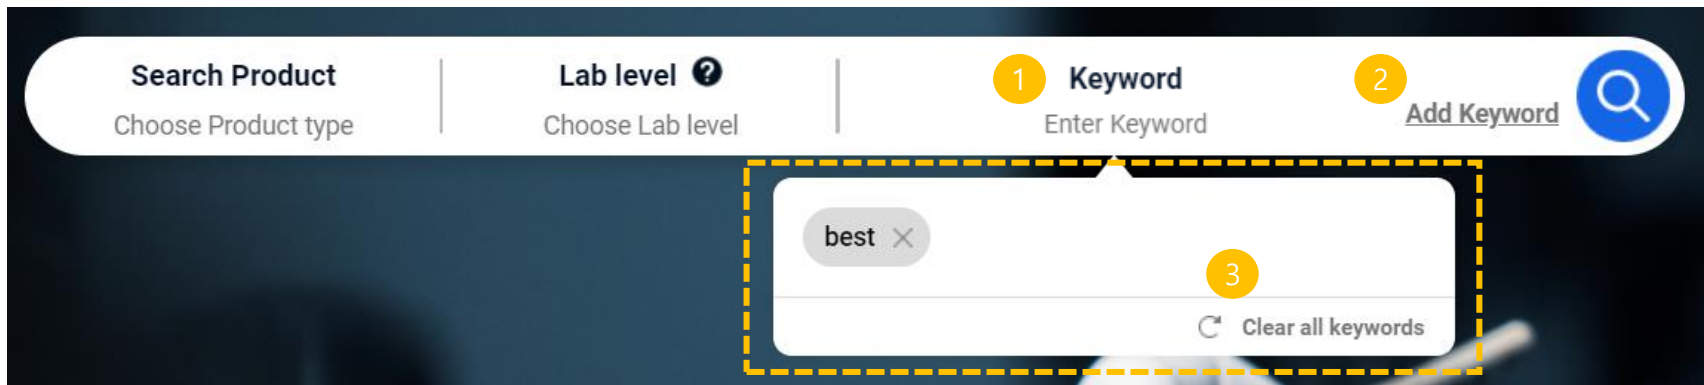 Search Product
Choose Product type
Lab level ?
Choose Lab level
1
Keyword
Enter Keyword
2
Add Keyword
best
3
Clear all keywords